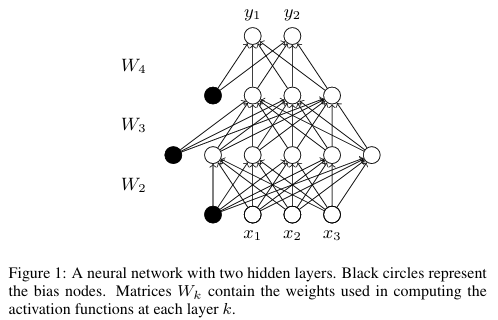 y₁ y₂
W₄
W₃
W₂
x₁ x₂ x₃
Figure 1: A neural network with two hidden layers. Black circles represent
the bias nodes. Matrices Wₖ contain the weights used in computing the
activation functions at each layer k.